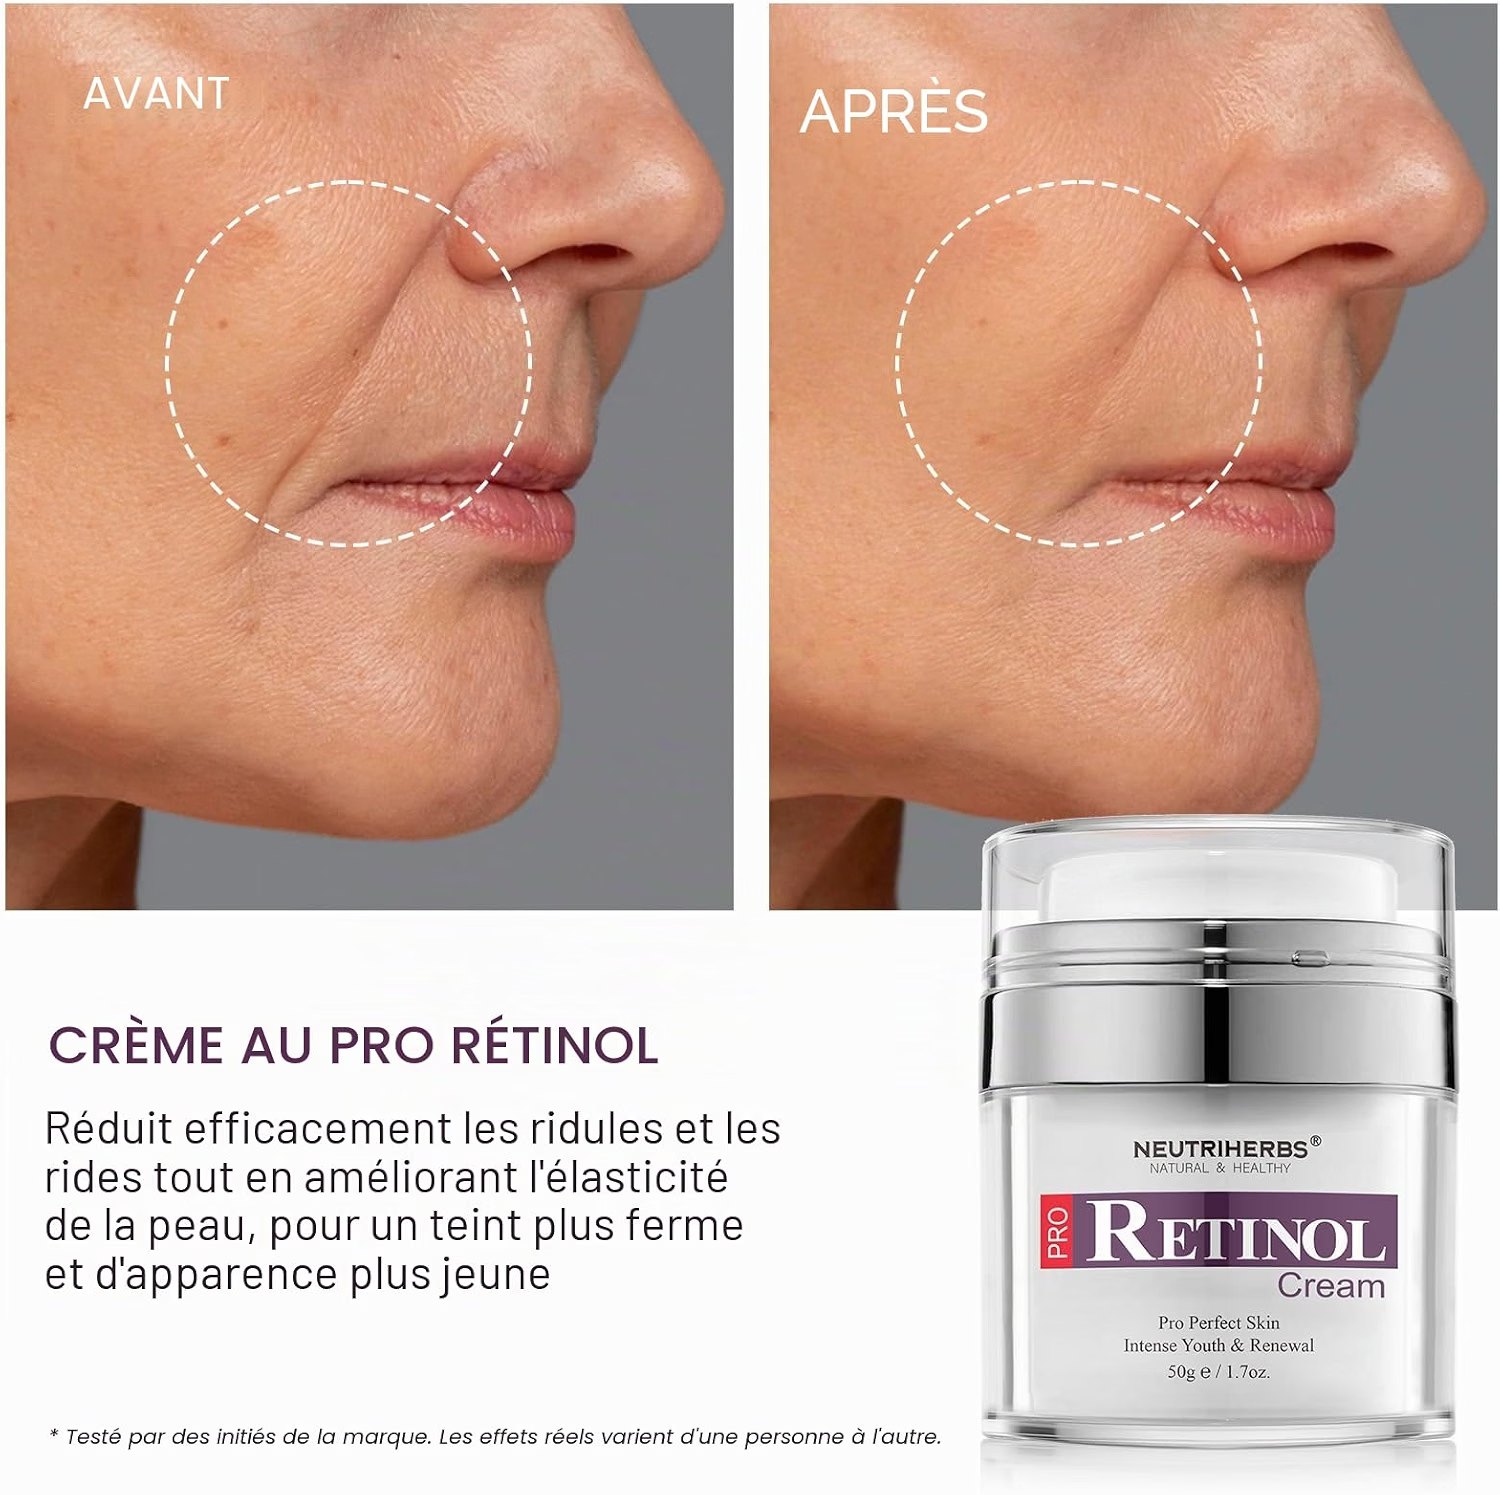 AVANT
APRÈS
CRÈME AU PRO RÉTINOL
Réduit efficacement les ridules et les
rides tout en améliorant l'élasticité
de la peau, pour un teint plus ferme
et d'apparence plus jeune
* Testé par des initiés de la marque. Les effets réels varient d'une personne à l'autre.
NEUTRIHERBS®
NATURAL & HEALTHY
PRO
RETINOL
Cream
Pro Perfect Skin
Intense Youth & Renewal
50g ℮ / 1.7oz.